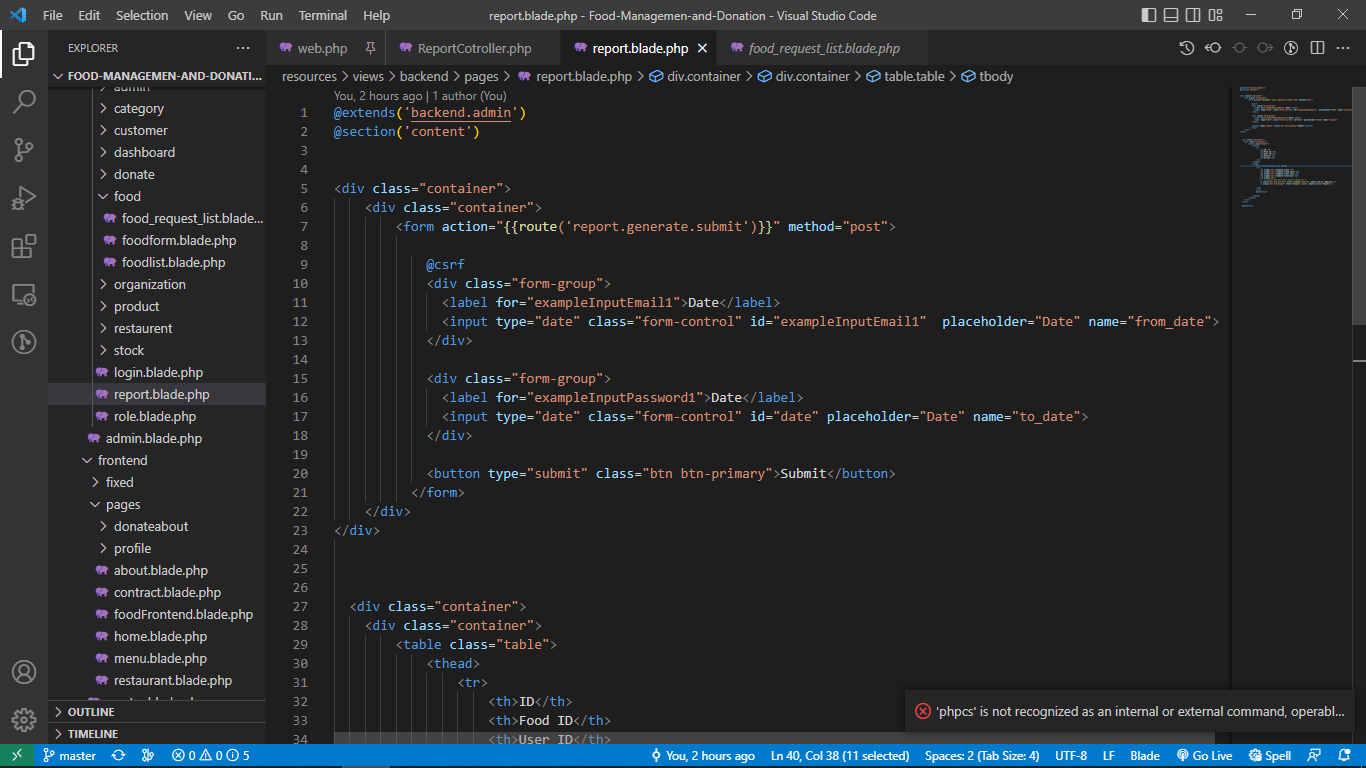 File Edit Selection View Go Run Terminal Help
report.blade.php - Food-Managemen-and-Donation - Visual Studio Code
EXPLORER
FOOD-MANAGEMEN-AND-DONATI...
admin
category
customer
dashboard
donate
food
food_request_list.blade...
foodform.blade.php
foodlist.blade.php
organization
product
restaurent
stock
login.blade.php
report.blade.php
role.blade.php
admin.blade.php
frontend
fixed
pages
donateabout
profile
about.blade.php
contract.blade.php
foodFrontend.blade.php
home.blade.php
menu.blade.php
restaurant.blade.php
OUTLINE
TIMELINE
web.php ReportCotroller.php report.blade.php food_request_list.blade.php
resources > views > backend > pages > report.blade.php > div.container > div.container > table.table > tbody
You, 2 hours ago | 1 author (You)
1 @extends('backend.admin')
2 @section('content')
3
4
5 <div class="container">
6 <div class="container">
7 <form action="{{route('report.generate.submit')}}" method="post">
8
9 @csrf
10 <div class="form-group">
11 <label for="exampleInputEmail1">Date</label>
12 <input type="date" class="form-control" id="exampleInputEmail1"  placeholder="Date" name="from_date">
13 </div>
14
15 <div class="form-group">
16 <label for="exampleInputPassword1">Date</label>
17 <input type="date" class="form-control" id="date" placeholder="Date" name="to_date">
18 </div>
19
20 <button type="submit" class="btn btn-primary">Submit</button>
21 </form>
22 </div>
23 </div>
24
25
26
27 <div class="container">
28 <div class="container">
29 <table class="table">
30 <thead>
31 <tr>
32 <th>ID</th>
33 <th>Food ID</th>
34 <th>User ID</th>
'phpcs' is not recognized as an internal or external command, operabl...
master 0 0 5 You, 2 hours ago Ln 40, Col 38 (11 selected) Spaces: 2 (Tab Size: 4) UTF-8 LF Blade Go Live Spell